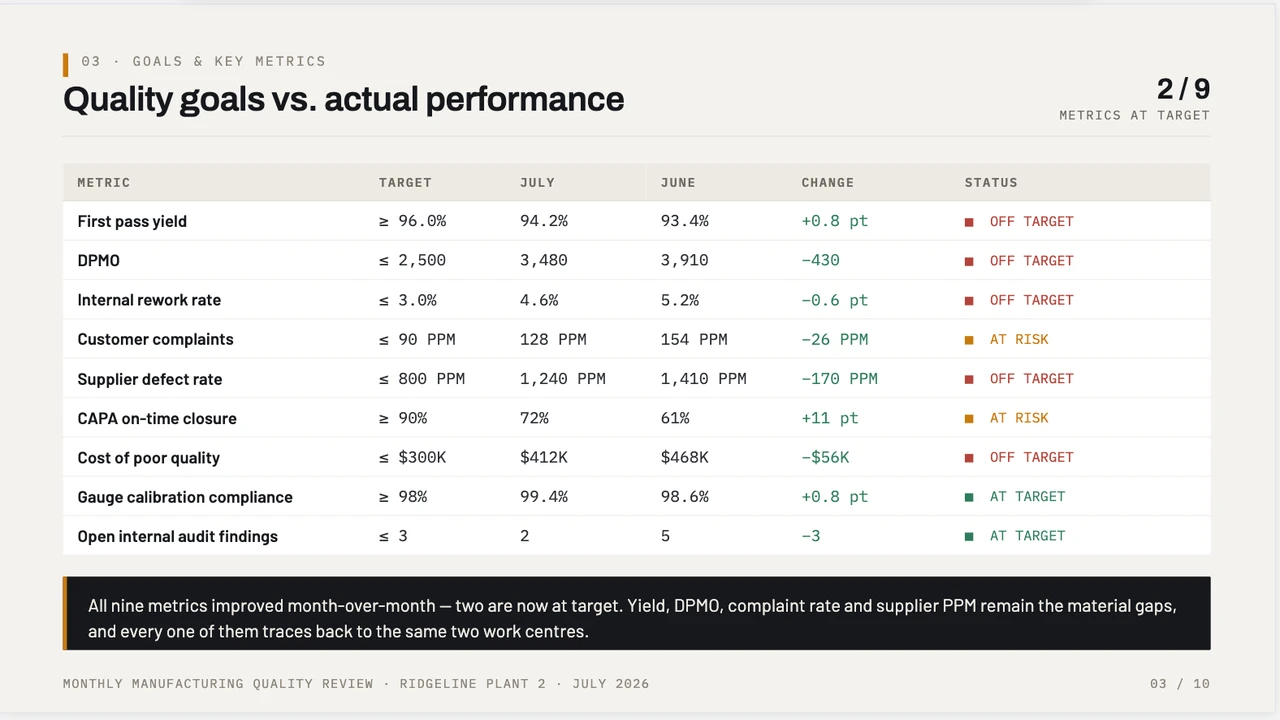 03 · GOALS & KEY METRICS
Quality goals vs. actual performance
2 / 9
METRICS AT TARGET
METRIC TARGET JULY JUNE CHANGE STATUS
First pass yield ≥ 96.0% 94.2% 93.4% +0.8 pt OFF TARGET
DPMO ≤ 2,500 3,480 3,910 −430 OFF TARGET
Internal rework rate ≤ 3.0% 4.6% 5.2% −0.6 pt OFF TARGET
Customer complaints ≤ 90 PPM 128 PPM 154 PPM −26 PPM AT RISK
Supplier defect rate ≤ 800 PPM 1,240 PPM 1,410 PPM −170 PPM OFF TARGET
CAPA on-time closure ≥ 90% 72% 61% +11 pt AT RISK
Cost of poor quality ≤ $300K $412K $468K −$56K OFF TARGET
Gauge calibration compliance ≥ 98% 99.4% 98.6% +0.8 pt AT TARGET
Open internal audit findings ≤ 3 2 5 −3 AT TARGET
All nine metrics improved month-over-month — two are now at target. Yield, DPMO, complaint rate and supplier PPM remain the material gaps,
and every one of them traces back to the same two work centres.
MONTHLY MANUFACTURING QUALITY REVIEW · RIDGELINE PLANT 2 · JULY 2026
03 / 10